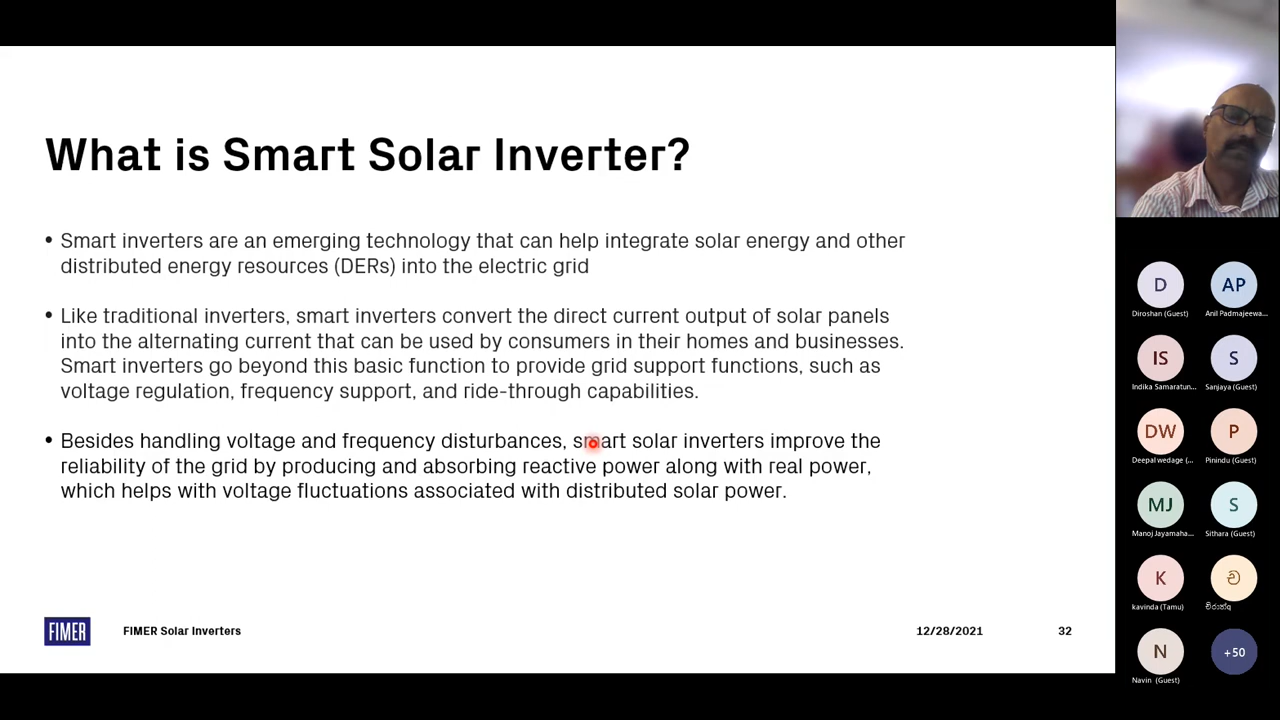 What is Smart Solar Inverter?
• Smart inverters are an emerging technology that can help integrate solar energy and other
distributed energy resources (DERs) into the electric grid
• Like traditional inverters, smart inverters convert the direct current output of solar panels
into the alternating current that can be used by consumers in their homes and businesses.
Smart inverters go beyond this basic function to provide grid support functions, such as
voltage regulation, frequency support, and ride-through capabilities.
• Besides handling voltage and frequency disturbances, smart solar inverters improve the
reliability of the grid by producing and absorbing reactive power along with real power,
which helps with voltage fluctuations associated with distributed solar power.
FIMER
FIMER Solar Inverters
12/28/2021
32
D
Diroshan (Guest)
AP
Anil Padmajeewa...
IS
Indika Samaratun...
S
Sanjaya (Guest)
DW
Deepal wedage (...
P
Pinindu (Guest)
MJ
Manoj Jayamaha...
S
Sithara (Guest)
K
kavinda (Tamu)
ච
N
Navin (Guest)
+50